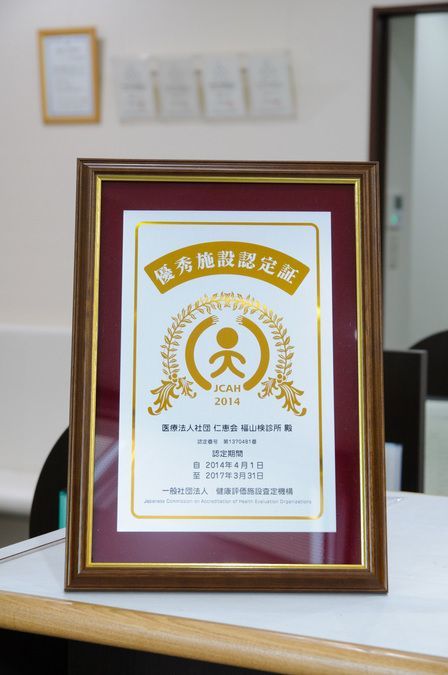 優秀施設認定証
JCAH
2014
医療法人社団 仁恵会 福山検診所 殿
認定番号 第1370481番
認定期間
自 2014年4月1日
至 2017年3月31日
一般社団法人 健康評価施設査定機構
Japanese Commission on Accreditation of Health Evaluation Organizations